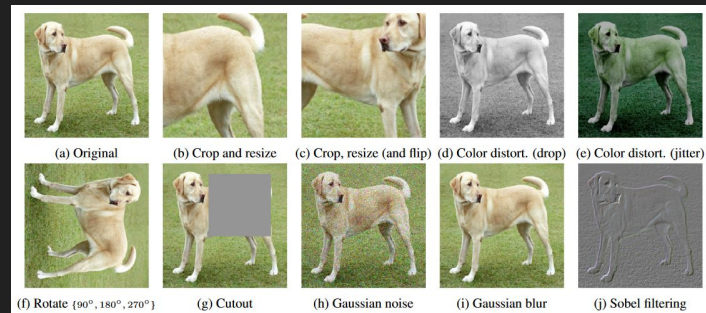 (a) Original
(b) Crop and resize
(c) Crop, resize (and flip)
(d) Color distort. (drop)
(e) Color distort. (jitter)
(f) Rotate {90°, 180°, 270°}
(g) Cutout
(h) Gaussian noise
(i) Gaussian blur
(j) Sobel filtering